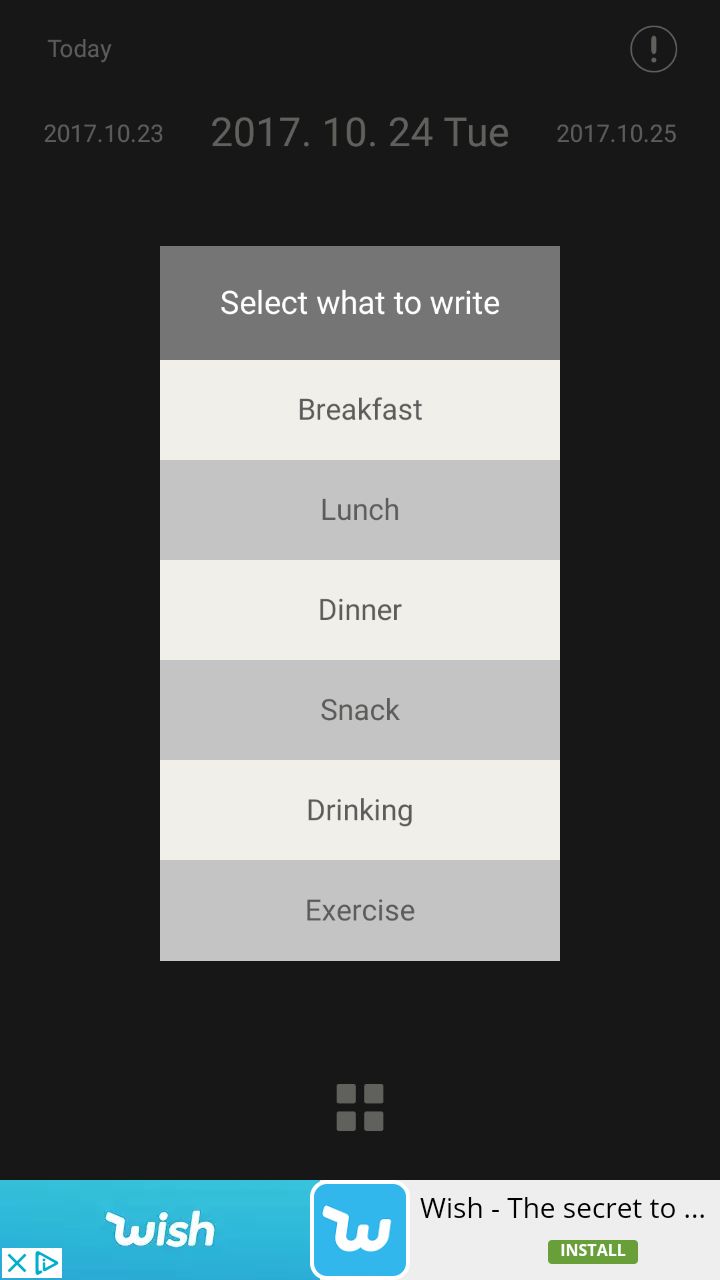 Today
2017.10.23 2017. 10. 24 Tue 2017.10.25
Select what to write
Breakfast
Lunch
Dinner
Snack
Drinking
Exercise
wish
Wish - The secret to ...
INSTALL